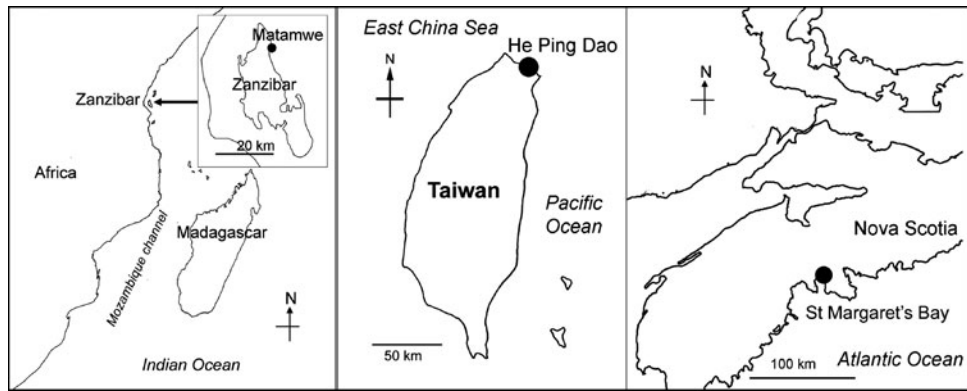 Matamwe
Zanzibar
Zanzibar
20 km
Africa
Madagascar
Mozambique channel
N
Indian Ocean
East China Sea
He Ping Dao
N
Taiwan
Pacific
Ocean
50 km
N
Nova Scotia
St Margaret's Bay
100 km
Atlantic Ocean